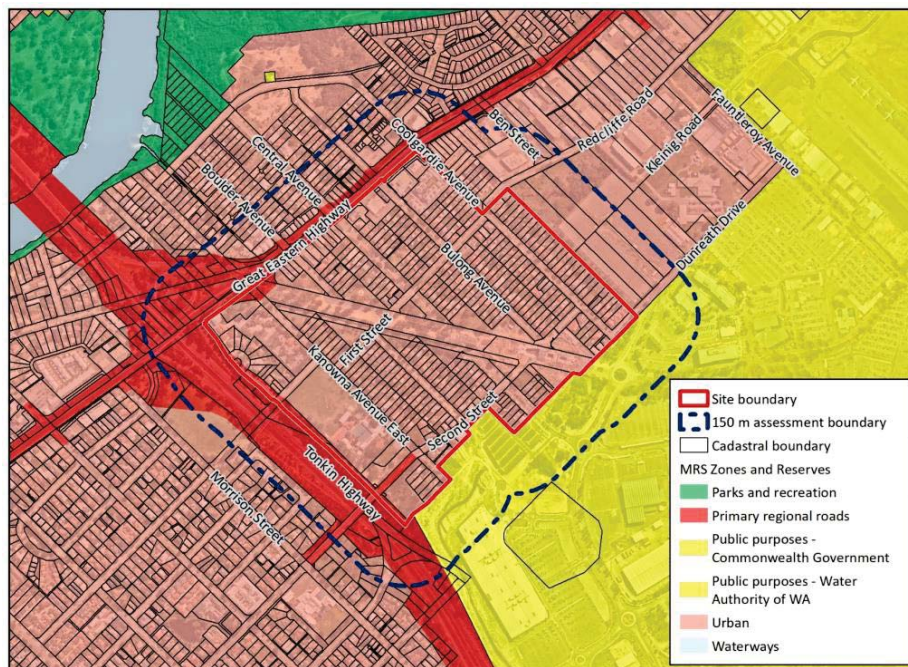 Ben Street
Redcliffe Road
Kleinig Road
Fauntleroy Avenue
Coolgardie Avenue
Central Avenue
Boulder Avenue
Great Eastern Highway
Dunreath Drive
Bulong Avenue
First Street
Kanowna Avenue East
Second Street
Tonkin Highway
Morrison Street
Site boundary
150 m assessment boundary
Cadastral boundary
MRS Zones and Reserves
Parks and recreation
Primary regional roads
Public purposes -
Commonwealth Government
Public purposes - Water
Authority of WA
Urban
Waterways